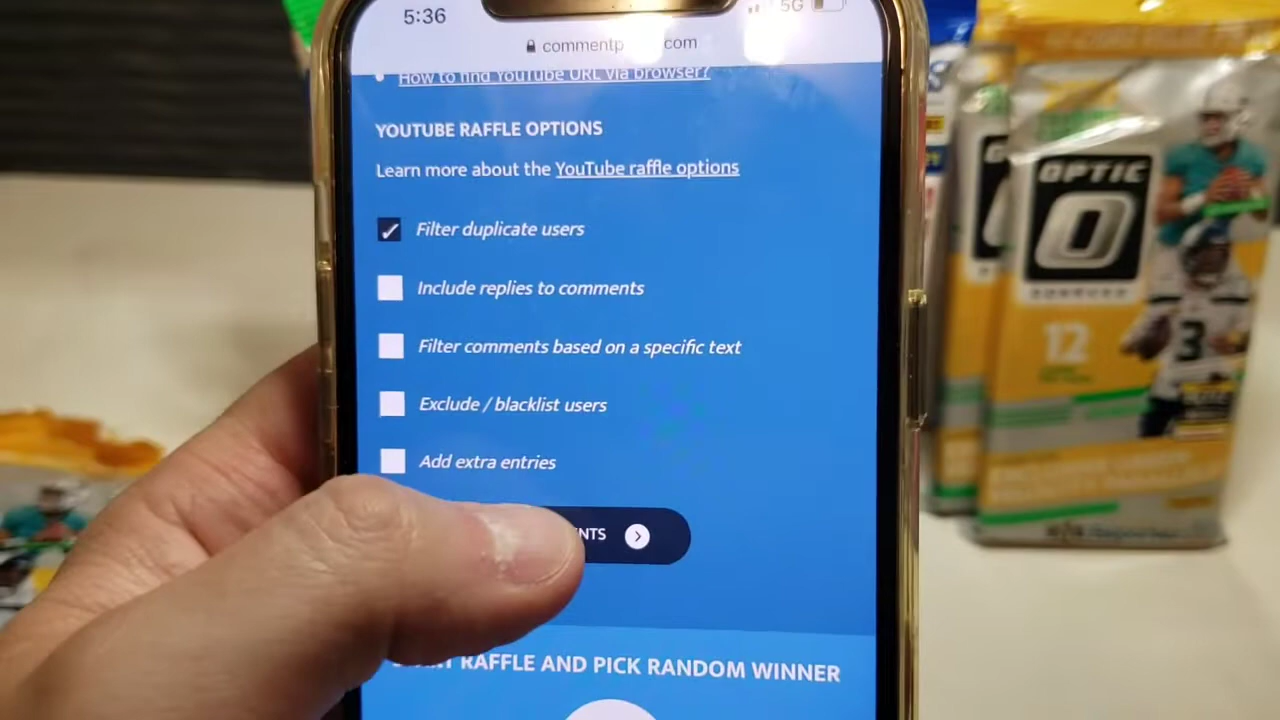 5:36
5G
commentp com
How to find YouTube URL via browser?
YOUTUBE RAFFLE OPTIONS
Learn more about the YouTube raffle options
Filter duplicate users
Include replies to comments
Filter comments based on a specific text
Exclude / blacklist users
Add extra entries
NTS
RAFFLE AND PICK RANDOM WINNER
OPTIC
12
3